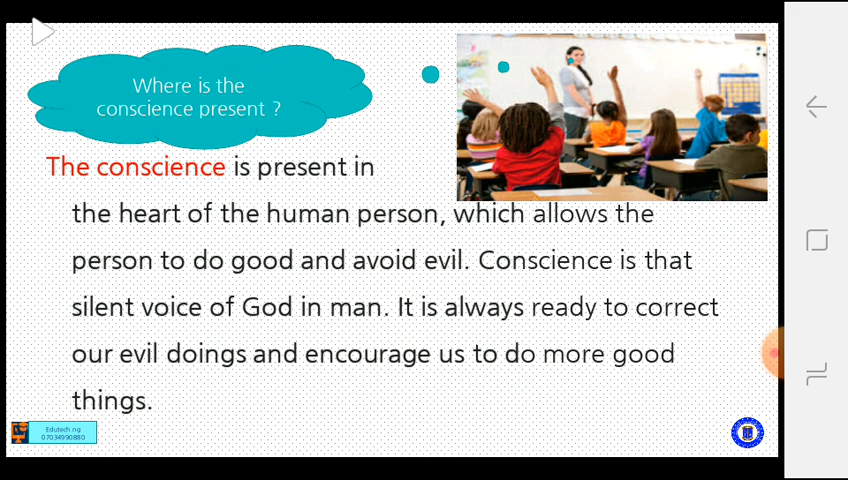 Where is the
conscience present ?
The conscience is present in
the heart of the human person, which allows the
person to do good and avoid evil. Conscience is that
silent voice of God in man. It is always ready to correct
our evil doings and encourage us to do more good
things.
Edutech.ng
07034990880